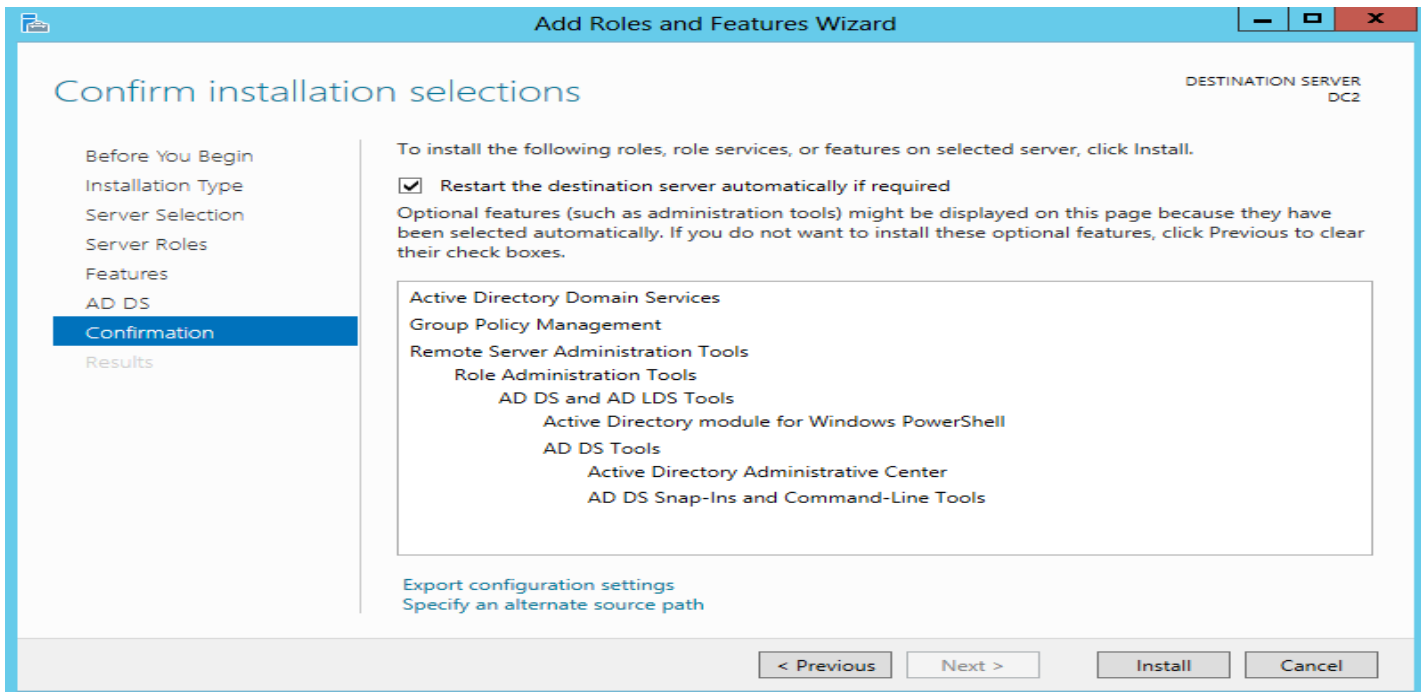 Add Roles and Features Wizard
Confirm installation selections
DESTINATION SERVER
DC2
Before You Begin
Installation Type
Server Selection
Server Roles
Features
AD DS
Confirmation
Results
To install the following roles, role services, or features on selected server, click Install.
Restart the destination server automatically if required
Optional features (such as administration tools) might be displayed on this page because they have
been selected automatically. If you do not want to install these optional features, click Previous to clear
their check boxes.
Active Directory Domain Services
Group Policy Management
Remote Server Administration Tools
Role Administration Tools
AD DS and AD LDS Tools
Active Directory module for Windows PowerShell
AD DS Tools
Active Directory Administrative Center
AD DS Snap-Ins and Command-Line Tools
Export configuration settings
Specify an alternate source path
< Previous Next > Install Cancel